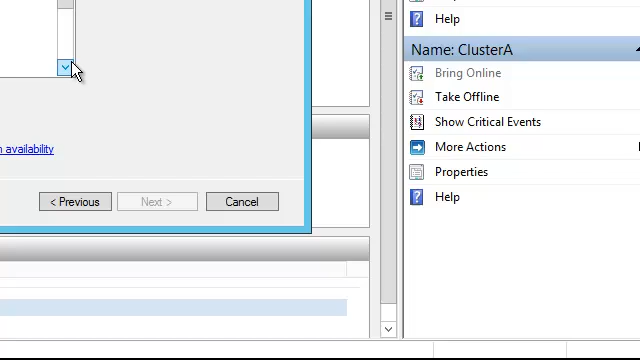 Help
Name: ClusterA
Bring Online
Take Offline
Show Critical Events
More Actions
Properties
Help
availability
< Previous
Next >
Cancel